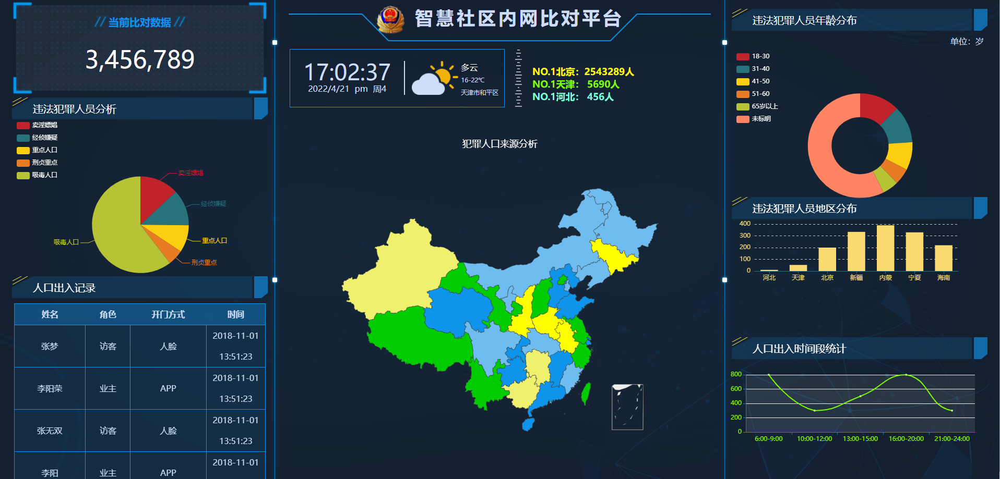 // 当前比对数据 //
3,456,789
违法犯罪人员分析
卖淫嫖娼
经侦嫌疑
重点人口
刑贞重点
吸毒人口
卖淫嫖娼
经侦嫌疑
重点人口
刑贞重点
吸毒人口
人口出入记录
姓名 角色 开门方式 时间
张梦 访客 人脸 2018-11-01
13:51:23
李阳荣 业主 APP 2018-11-01
13:51:23
张无双 访客 人脸 2018-11-01
13:51:23
李阳 业主 APP 2018-11-01
智慧社区内网比对平台
17:02:37
2022/4/21 pm 周4
多云
16-22℃
天津市和平区
NO.1北京：2543289人
NO.1天津： 5690人
NO.1河北： 456人
犯罪人口来源分析
违法犯罪人员年龄分布
单位：岁
18-30
31-40
41-50
51-60
65岁以上
未标明
违法犯罪人员地区分布
400
300
200
100
0
河北 天津 北京 新疆 内蒙 宁夏 海南
人口出入时间段统计
800
600
400
200
0
6:00-9:00 10:00-12:00 13:00-15:00 16:00-20:00 21:00-24:00